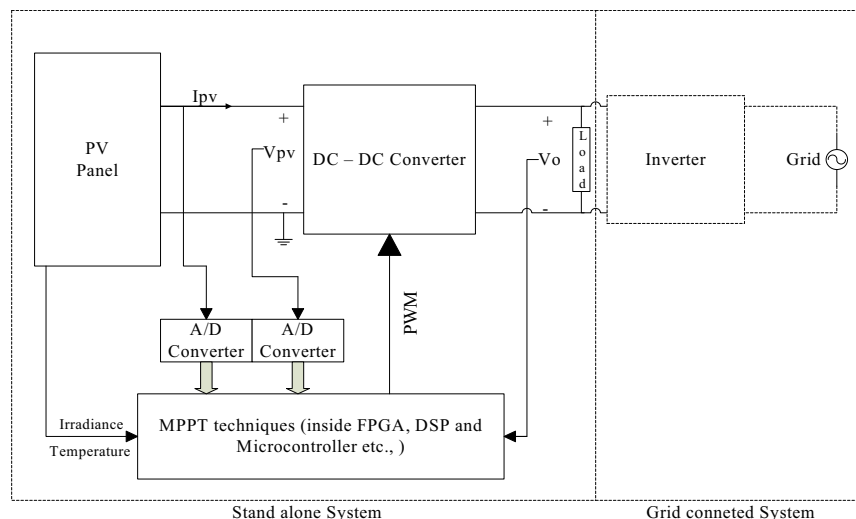 Ipv
PV
Panel
+
Vpv
-
DC – DC Converter
+
Vo
-
Load
Inverter
Grid
PWM
A/D
Converter
A/D
Converter
Irradiance
Temperature
MPPT techniques (inside FPGA, DSP and
Microcontroller etc., )
Stand alone System
Grid conneted System